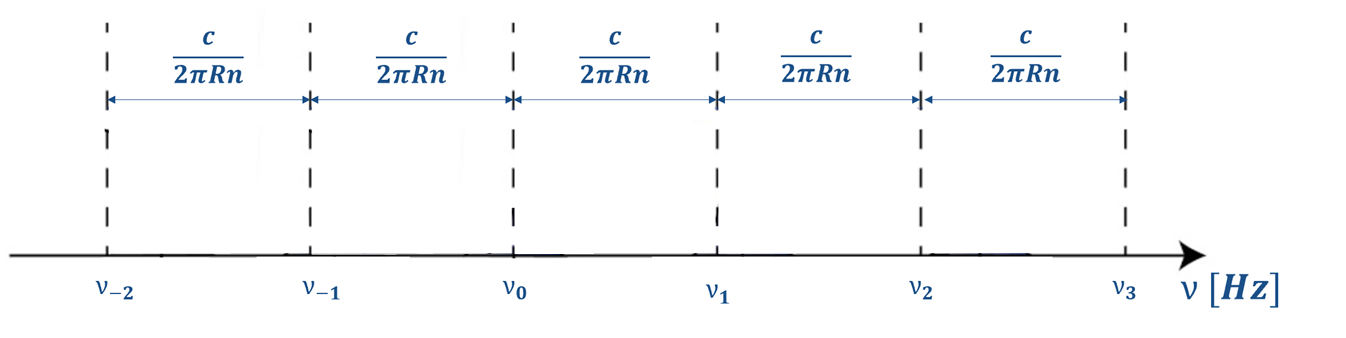 c/2πRn c/2πRn c/2πRn c/2πRn c/2πRn
ν₋₂ ν₋₁ ν₀ ν₁ ν₂ ν₃ ν [Hz]